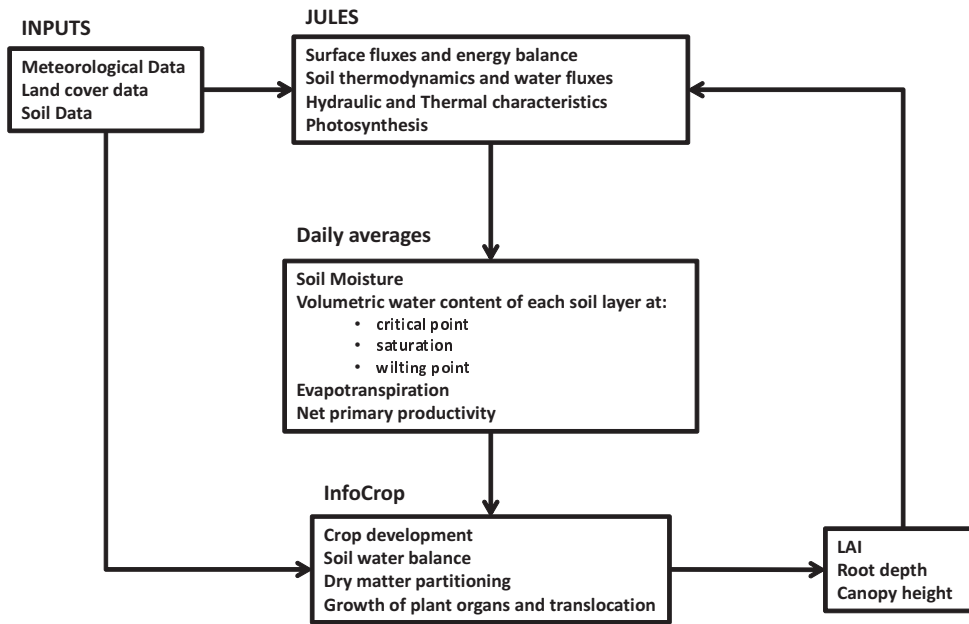 INPUTS
Meteorological Data
Land cover data
Soil Data
JULES
Surface fluxes and energy balance
Soil thermodynamics and water fluxes
Hydraulic and Thermal characteristics
Photosynthesis
Daily averages
Soil Moisture
Volumetric water content of each soil layer at:
• critical point
• saturation
• wilting point
Evapotranspiration
Net primary productivity
InfoCrop
Crop development
Soil water balance
Dry matter partitioning
Growth of plant organs and translocation
LAI
Root depth
Canopy height